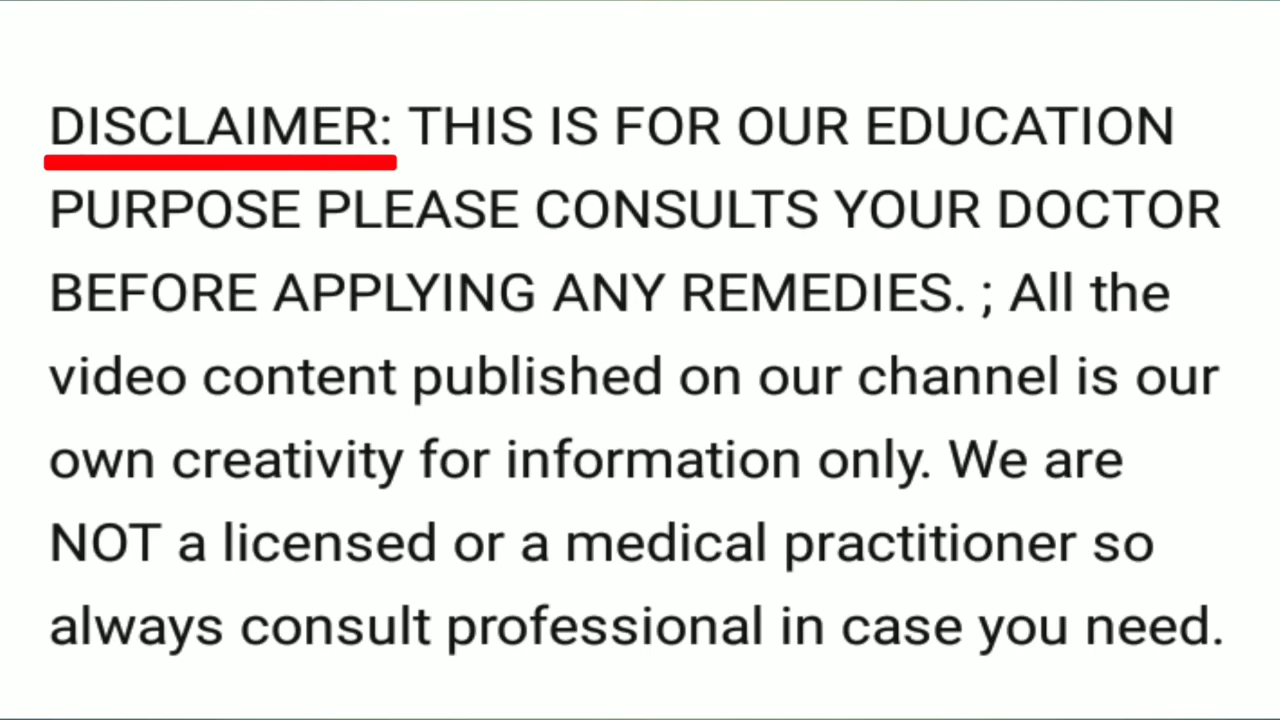 DISCLAIMER: THIS IS FOR OUR EDUCATION
PURPOSE PLEASE CONSULTS YOUR DOCTOR
BEFORE APPLYING ANY REMEDIES. ; All the
video content published on our channel is our
own creativity for information only. We are
NOT a licensed or a medical practitioner so
always consult professional in case you need.